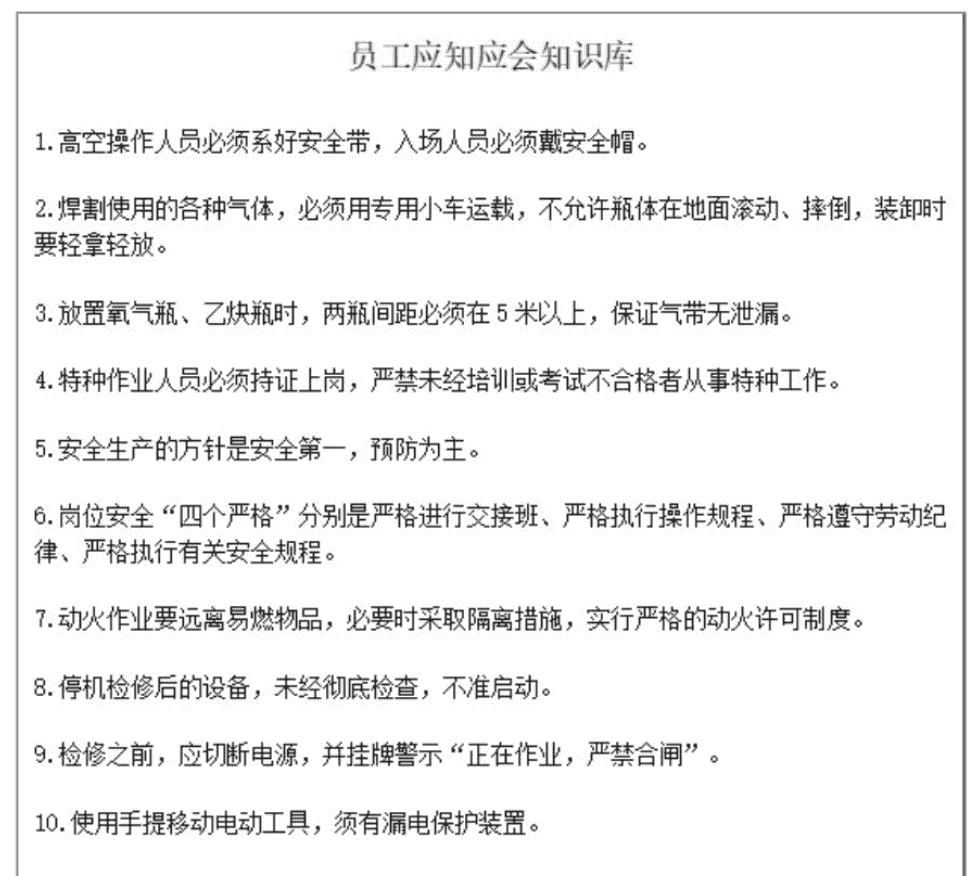 员工应知应会知识库
1.高空操作人员必须系好安全带，入场人员必须戴安全帽。
2.焊割使用的各种气体，必须用专用小车运载，不允许瓶体在地面滚动、摔倒，装卸时
要轻拿轻放。
3.放置氧气瓶、乙炔瓶时，两瓶间距必须在 5 米以上，保证气带无泄漏。
4.特种作业人员必须持证上岗，严禁未经培训或考试不合格者从事特种工作。
5.安全生产的方针是安全第一，预防为主。
6.岗位安全“四个严格”分别是严格进行交接班、严格执行操作规程、严格遵守劳动纪
律、严格执行有关安全规程。
7.动火作业要远离易燃物品，必要时采取隔离措施，实行严格的动火许可制度。
8.停机检修后的设备，未经彻底检查，不准启动。
9.检修之前，应切断电源，并挂牌警示“正在作业，严禁合闸”。
10.使用手提移动电动工具，须有漏电保护装置。